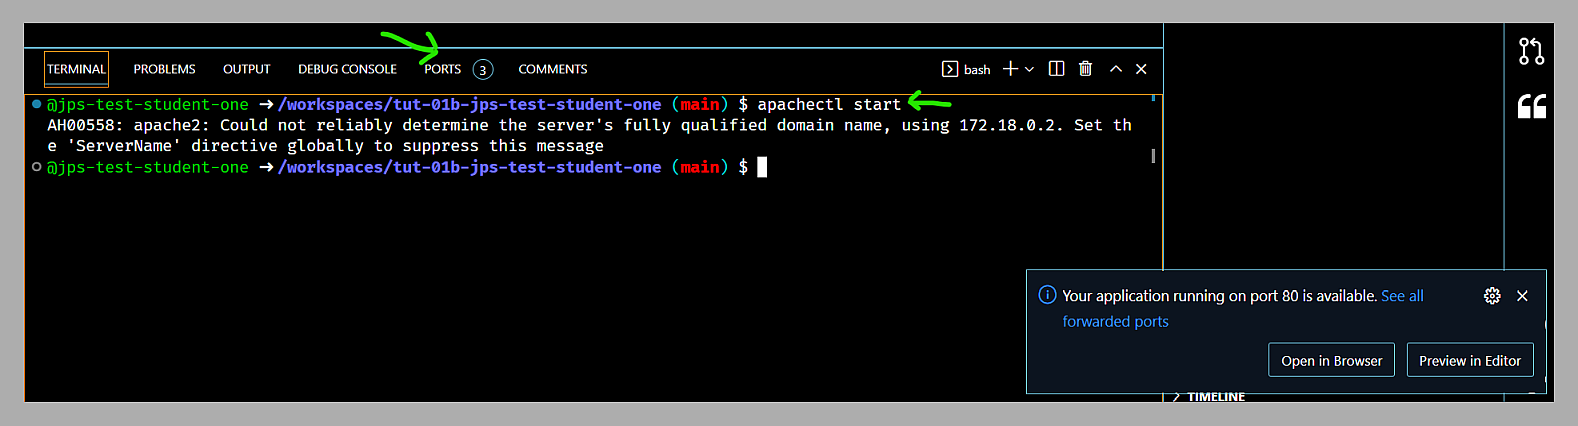 TERMINAL PROBLEMS OUTPUT DEBUG CONSOLE PORTS 3 COMMENTS bash
@jps-test-student-one ➜ /workspaces/tut-01b-jps-test-student-one (main) $ apachectl start
AH00558: apache2: Could not reliably determine the server's fully qualified domain name, using 172.18.0.2. Set th
e 'ServerName' directive globally to suppress this message
@jps-test-student-one ➜ /workspaces/tut-01b-jps-test-student-one (main) $
Your application running on port 80 is available. See all
forwarded ports
Open in Browser Preview in Editor
TIMELINE